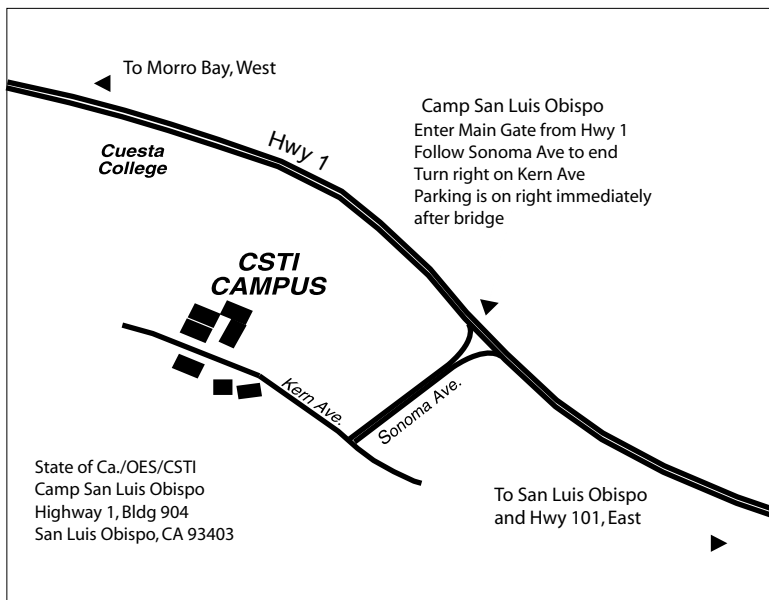 To Morro Bay, West
Camp San Luis Obispo
Enter Main Gate from Hwy 1
Follow Sonoma Ave to end
Turn right on Kern Ave
Parking is on right immediately
after bridge
Hwy 1
Cuesta
College
CSTI
CAMPUS
Kern Ave.
Sonoma Ave.
State of Ca./OES/CSTI
Camp San Luis Obispo
Highway 1, Bldg 904
San Luis Obispo, CA 93403
To San Luis Obispo
and Hwy 101, East